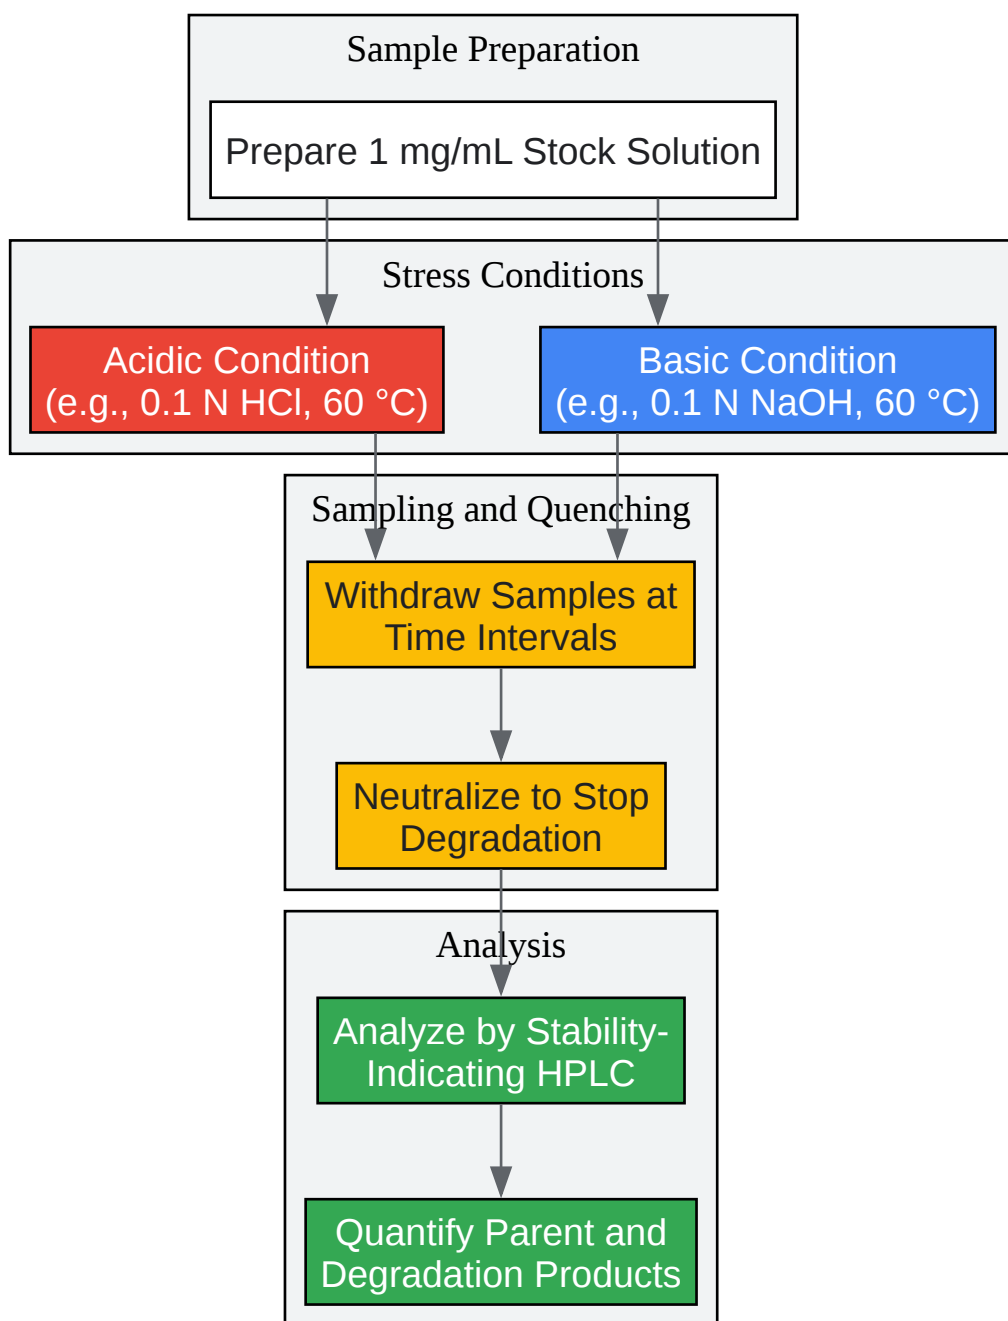 Sample Preparation
Prepare 1 mg/mL Stock Solution
Stress Conditions
Acidic Condition
(e.g., 0.1 N HCl, 60 °C)
Basic Condition
(e.g., 0.1 N NaOH, 60 °C)
Sampling and Quenching
Withdraw Samples at
Time Intervals
Neutralize to Stop
Degradation
Analysis
Analyze by Stability-
Indicating HPLC
Quantify Parent and
Degradation Products